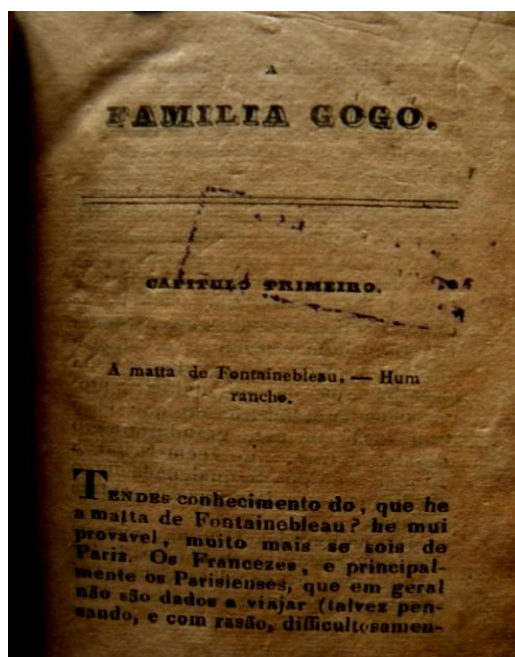 A
FAMILIA GÓGÓ.
CAPITULO PRIMEIRO.
A matta de Fontainebleau. — Hum
rancho.
TENDES conhecimento do, que he
a matta de Fontainebleau? he mui
provavel, muito mais se sois de
Pariz. Os Francezes, e principal-
mente os Parisienses, que em geral
não são dados a viajar (talvez pen-
sando, e com rasão, difficultosamen-